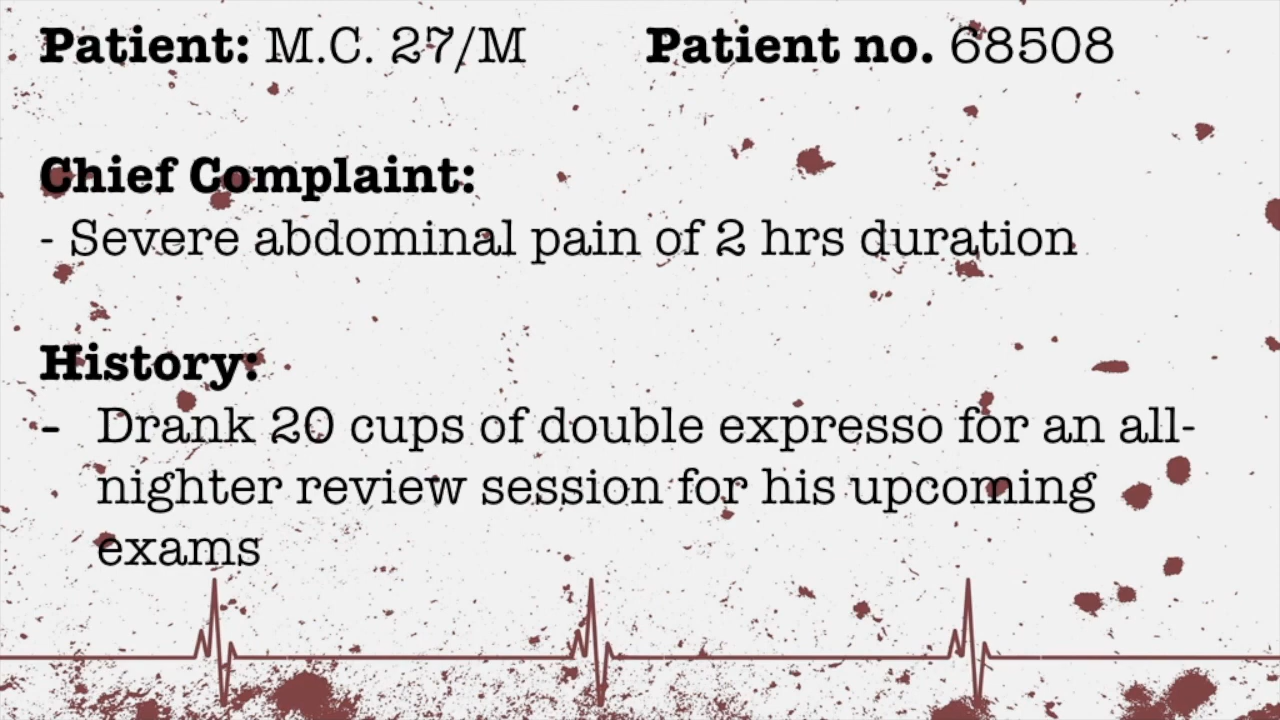 Patient: M.C. 27/M Patient no. 68508
Chief Complaint:
- Severe abdominal pain of 2 hrs duration
History:
- Drank 20 cups of double expresso for an all-
nighter review session for his upcoming
exams